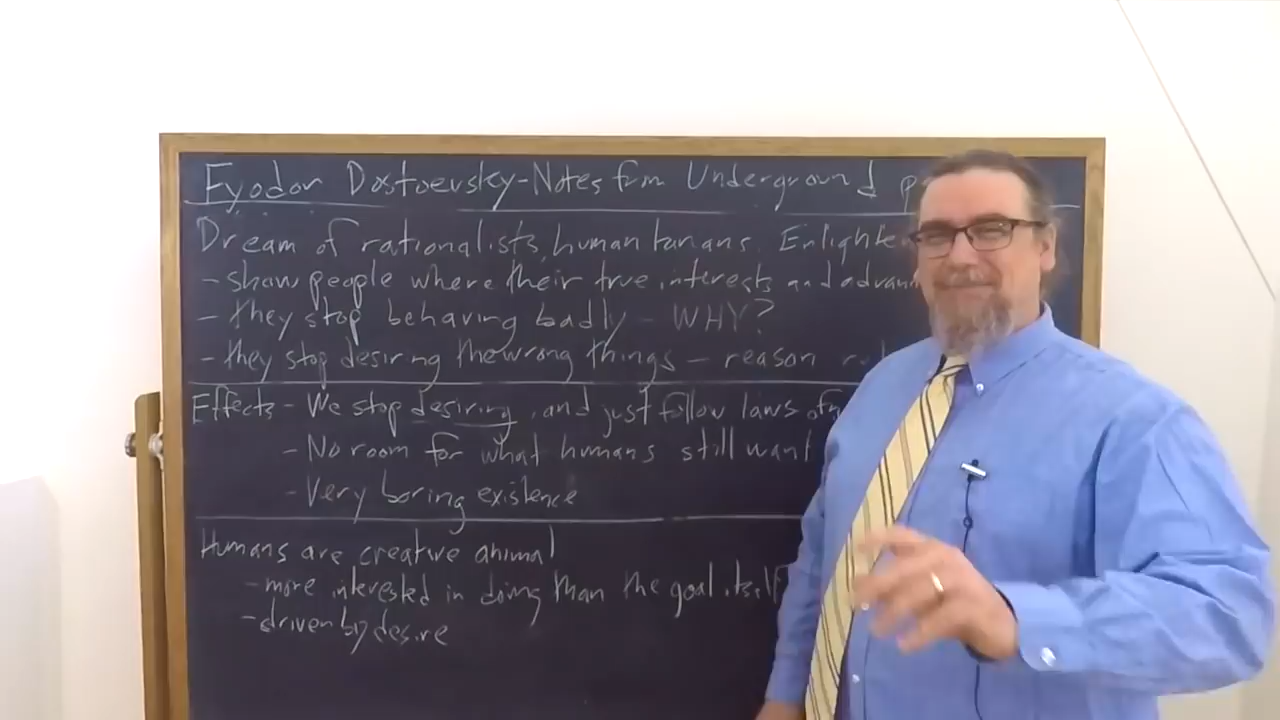 Fyodor Dostoevsky - Notes from Underground
Dream of rationalists, humanitarians, Enlighte
- show people where their true interests and advan
- they stop behaving badly - WHY?
- they stop desiring the wrong things - reason
Effects - We stop desiring, and just follow laws of
- No room for what humans still want
- Very boring existence
Humans are creative animal
- more interested in doing than the goal itself
- driven by desire